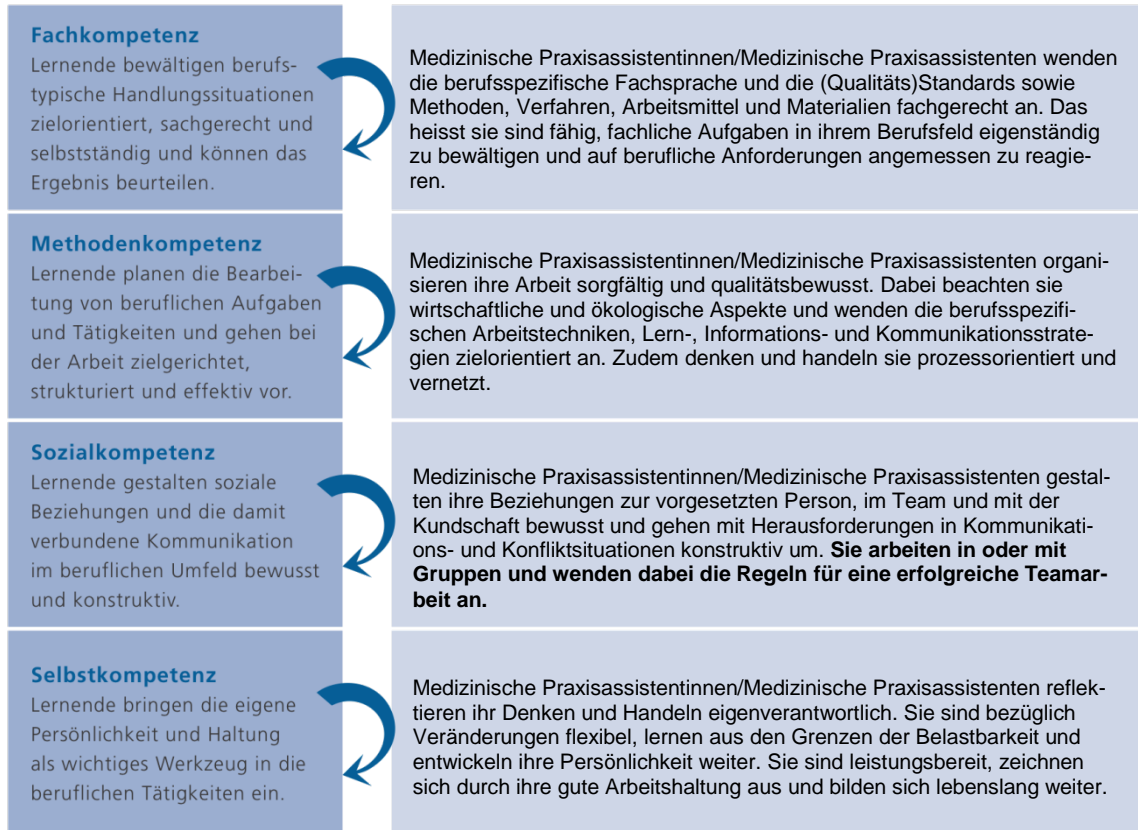 Fachkompetenz
Lernende bewältigen berufs-
typische Handlungssituationen
zielorientiert, sachgerecht und
selbstständig und können das
Ergebnis beurteilen.
Medizinische Praxisassistentinnen/Medizinische Praxisassistenten wenden
die berufsspezifische Fachsprache und die (Qualitäts)Standards sowie
Methoden, Verfahren, Arbeitsmittel und Materialien fachgerecht an. Das
heisst sie sind fähig, fachliche Aufgaben in ihrem Berufsfeld eigenständig
zu bewältigen und auf berufliche Anforderungen angemessen zu reagie-
ren.
Methodenkompetenz
Lernende planen die Bearbei-
tung von beruflichen Aufgaben
und Tätigkeiten und gehen bei
der Arbeit zielgerichtet,
strukturiert und effektiv vor.
Medizinische Praxisassistentinnen/Medizinische Praxisassistenten organi-
sieren ihre Arbeit sorgfältig und qualitätsbewusst. Dabei beachten sie
wirtschaftliche und ökologische Aspekte und wenden die berufsspezifi-
schen Arbeitstechniken, Lern-, Informations- und Kommunikationsstrate-
gien zielorientiert an. Zudem denken und handeln sie prozessorientiert und
vernetzt.
Sozialkompetenz
Lernende gestalten soziale
Beziehungen und die damit
verbundene Kommunikation
im beruflichen Umfeld bewusst
und konstruktiv.
Medizinische Praxisassistentinnen/Medizinische Praxisassistenten gestal-
ten ihre Beziehungen zur vorgesetzten Person, im Team und mit der
Kundschaft bewusst und gehen mit Herausforderungen in Kommunikati-
ons- und Konfliktsituationen konstruktiv um. Sie arbeiten in oder mit
Gruppen und wenden dabei die Regeln für eine erfolgreiche Teamar-
beit an.
Selbstkompetenz
Lernende bringen die eigene
Persönlichkeit und Haltung
als wichtiges Werkzeug in die
beruflichen Tätigkeiten ein.
Medizinische Praxisassistentinnen/Medizinische Praxisassistenten reflek-
tieren ihr Denken und Handeln eigenverantwortlich. Sie sind bezüglich
Veränderungen flexibel, lernen aus den Grenzen der Belastbarkeit und
entwickeln ihre Persönlichkeit weiter. Sie sind leistungsbereit, zeichnen
sich durch ihre gute Arbeitshaltung aus und bilden sich lebenslang weiter.